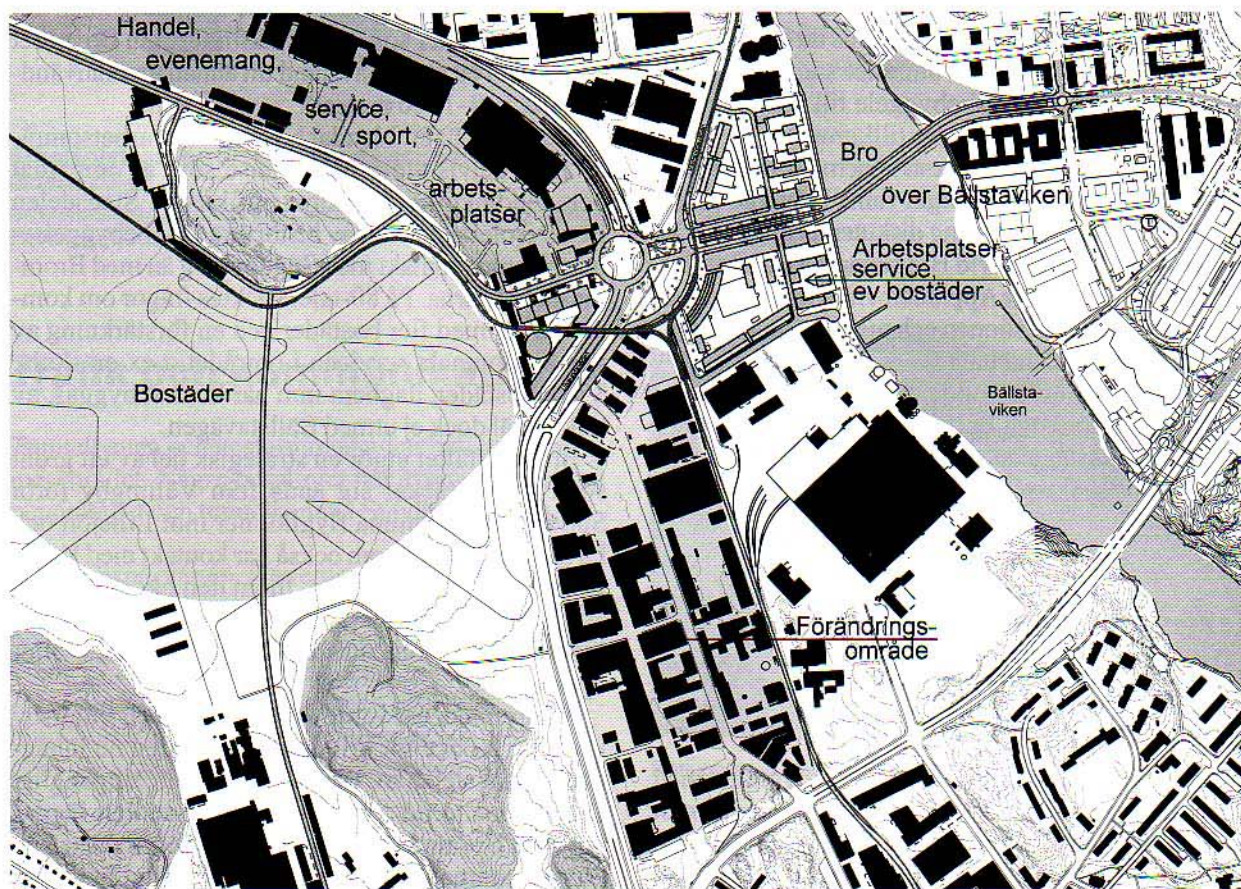 Handel,
evenemang,
service,
sport,
arbets-
platser
Bro
över Bällstaviken
Arbetsplatser,
service,
ev bostäder
Bostäder
Bällsta-
viken
Förändrings-
område
T